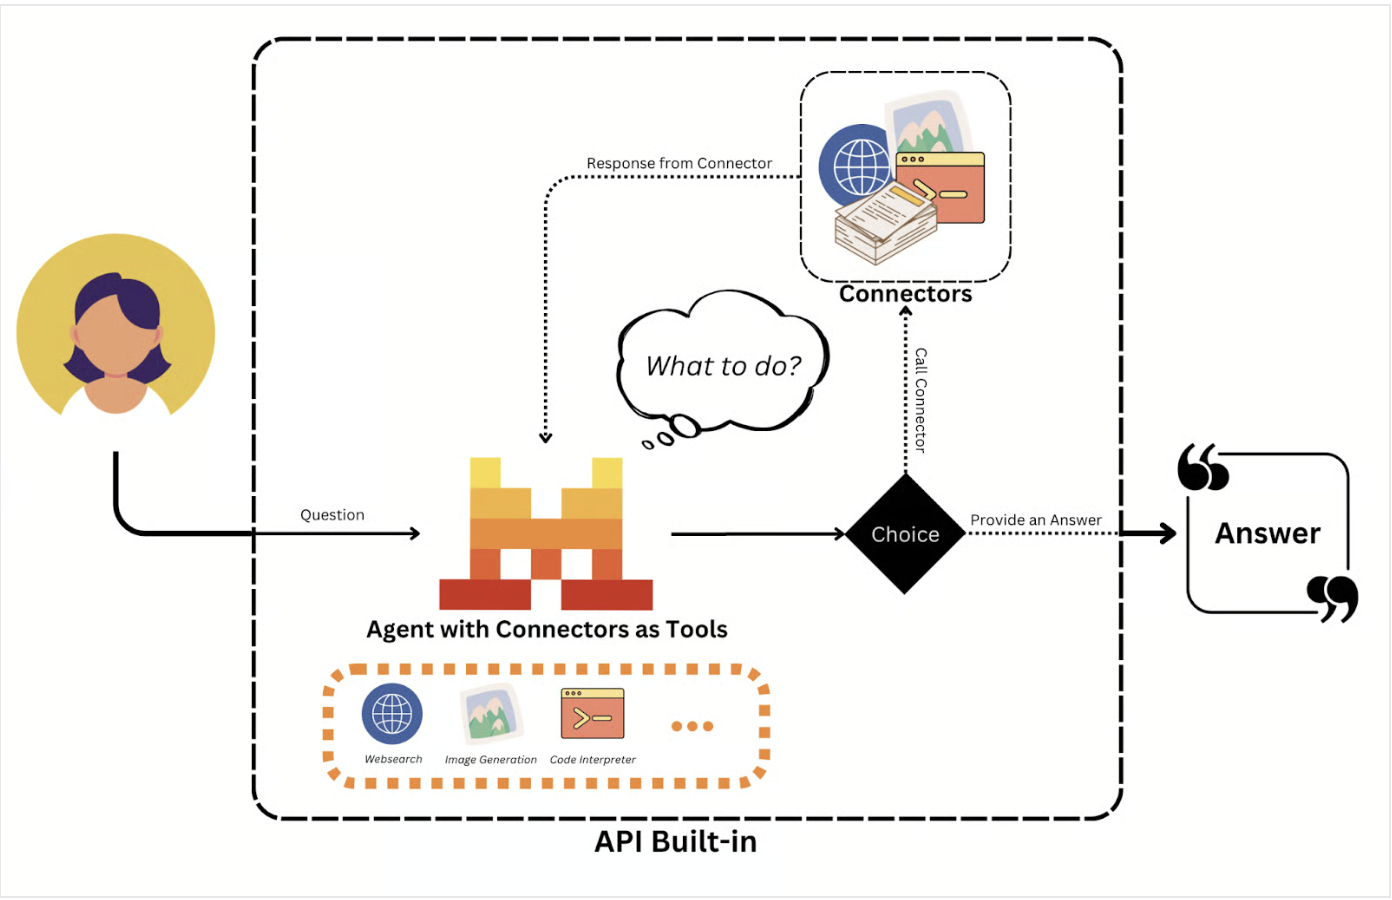 Response from Connector
Connectors
What to do?
Call Connector
Question
Choice
Provide an Answer
Answer
Agent with Connectors as Tools
Websearch
Image Generation
Code Interpreter
API Built-in